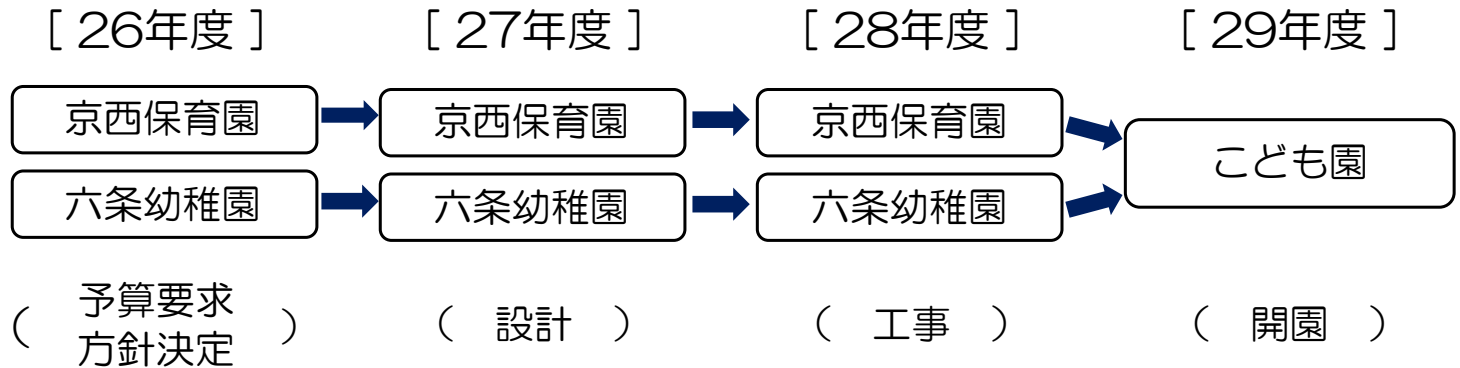 [ 26年度 ] [ 27年度 ] [ 28年度 ] [ 29年度 ]
京西保育園 京西保育園 京西保育園
こども園
六条幼稚園 六条幼稚園 六条幼稚園
( 予算要求
方針決定 ) ( 設計 ) ( 工事 ) ( 開園 )